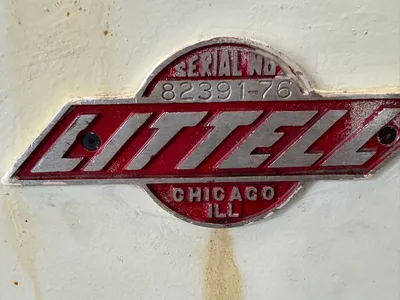 SERIAL NO.
82391-76
LITTELL
CHICAGO
ILL